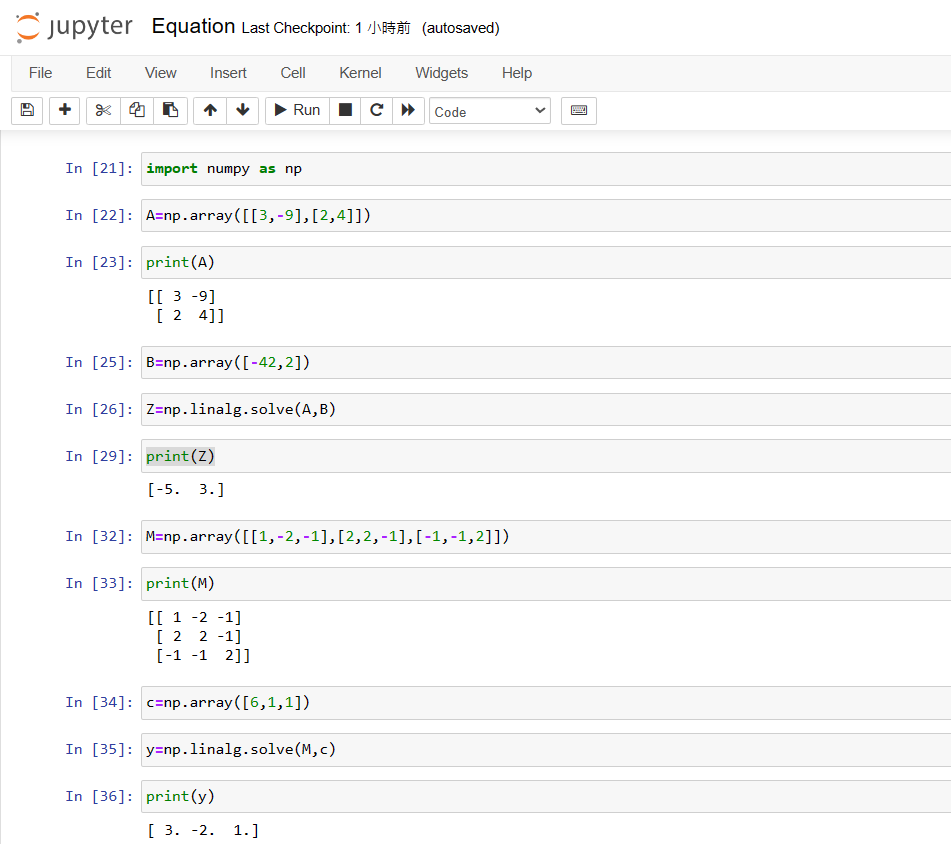 jupyter Equation Last Checkpoint: 1 小時前 (autosaved)
File Edit View Insert Cell Kernel Widgets Help
Run Code
In [21]: import numpy as np
In [22]: A=np.array([[3,-9],[2,4]])
In [23]: print(A)
[[ 3 -9]
 [ 2  4]]
In [25]: B=np.array([-42,2])
In [26]: Z=np.linalg.solve(A,B)
In [29]: print(Z)
[-5.  3.]
In [32]: M=np.array([[1,-2,-1],[2,2,-1],[-1,-1,2]])
In [33]: print(M)
[[ 1 -2 -1]
 [ 2  2 -1]
 [-1 -1  2]]
In [34]: c=np.array([6,1,1])
In [35]: y=np.linalg.solve(M,c)
In [36]: print(y)
[ 3. -2.  1.]